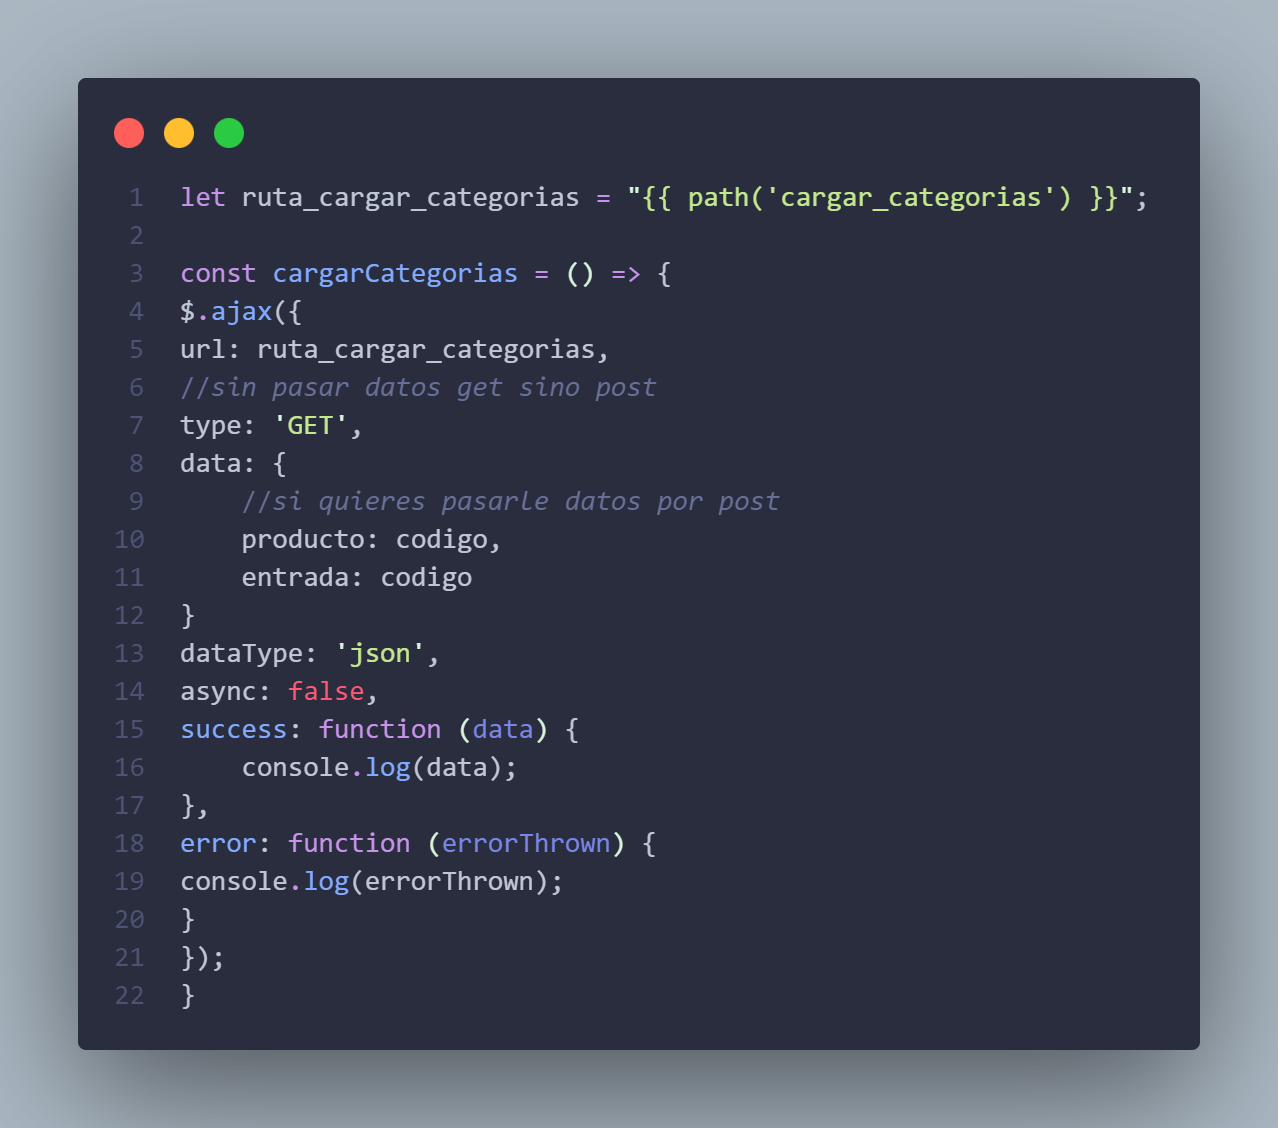 1 let ruta_cargar_categorias = "{{ path('cargar_categorias') }}";
2
3 const cargarCategorias = () => {
4 $.ajax({
5 url: ruta_cargar_categorias,
6 //sin pasar datos get sino post
7 type: 'GET',
8 data: {
9     //si quieres pasarle datos por post
10     producto: codigo,
11     entrada: codigo
12 }
13 dataType: 'json',
14 async: false,
15 success: function (data) {
16     console.log(data);
17 },
18 error: function (errorThrown) {
19 console.log(errorThrown);
20 }
21 });
22 }